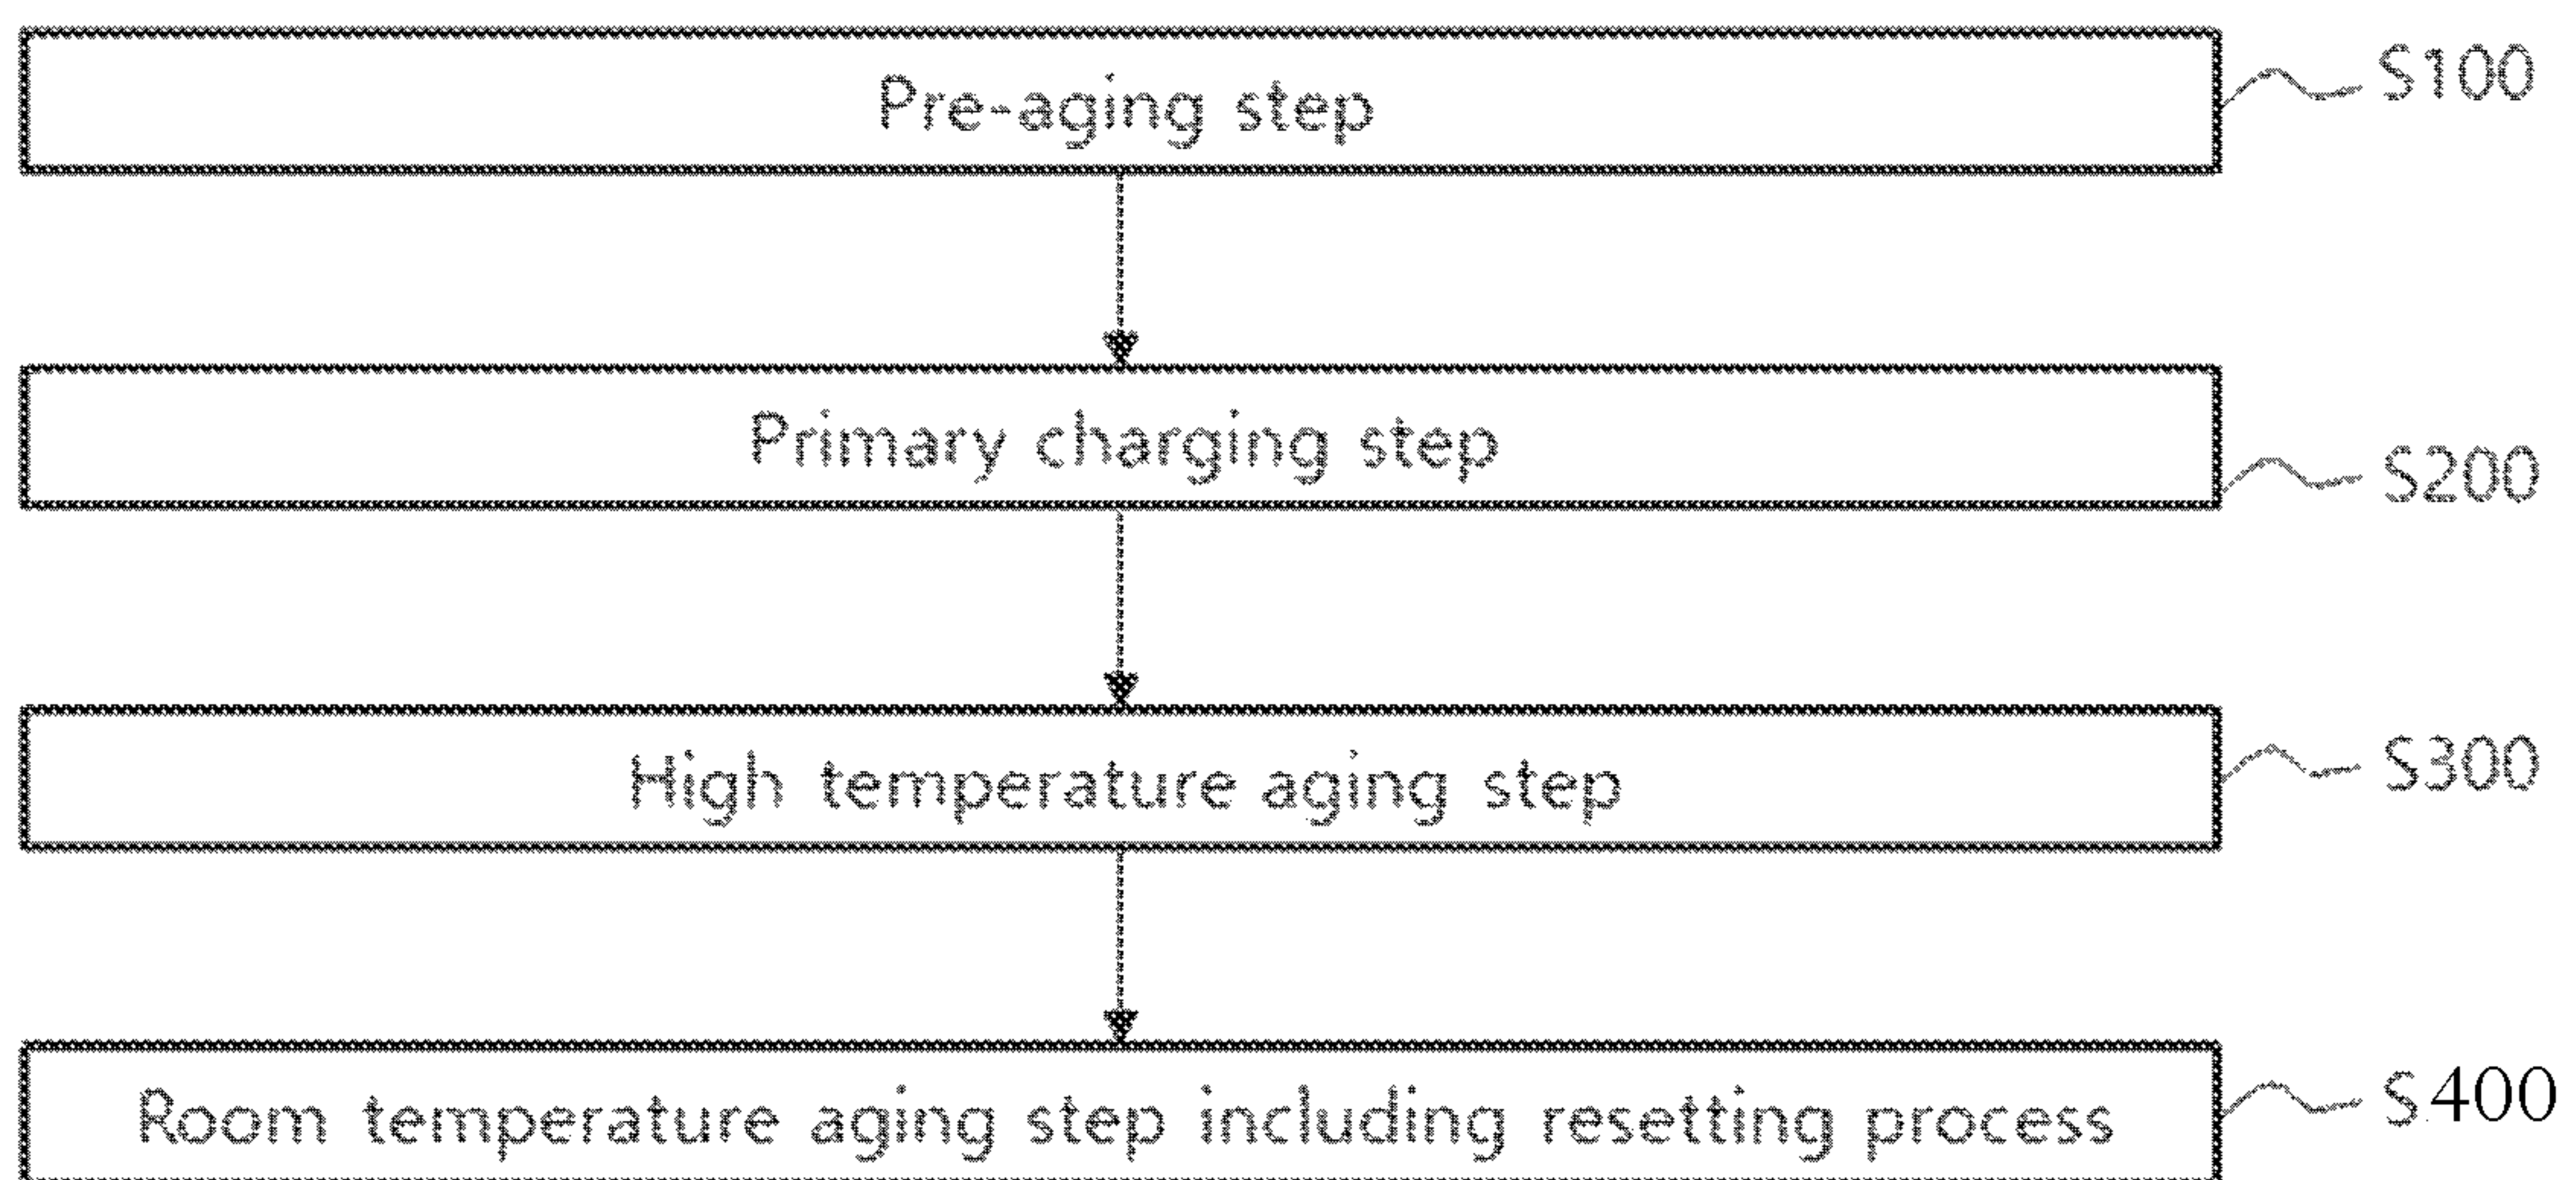 Pre-aging step
S100
Primary charging step
S200
High temperature aging step
S300
Room temperature aging step including resetting process
S400